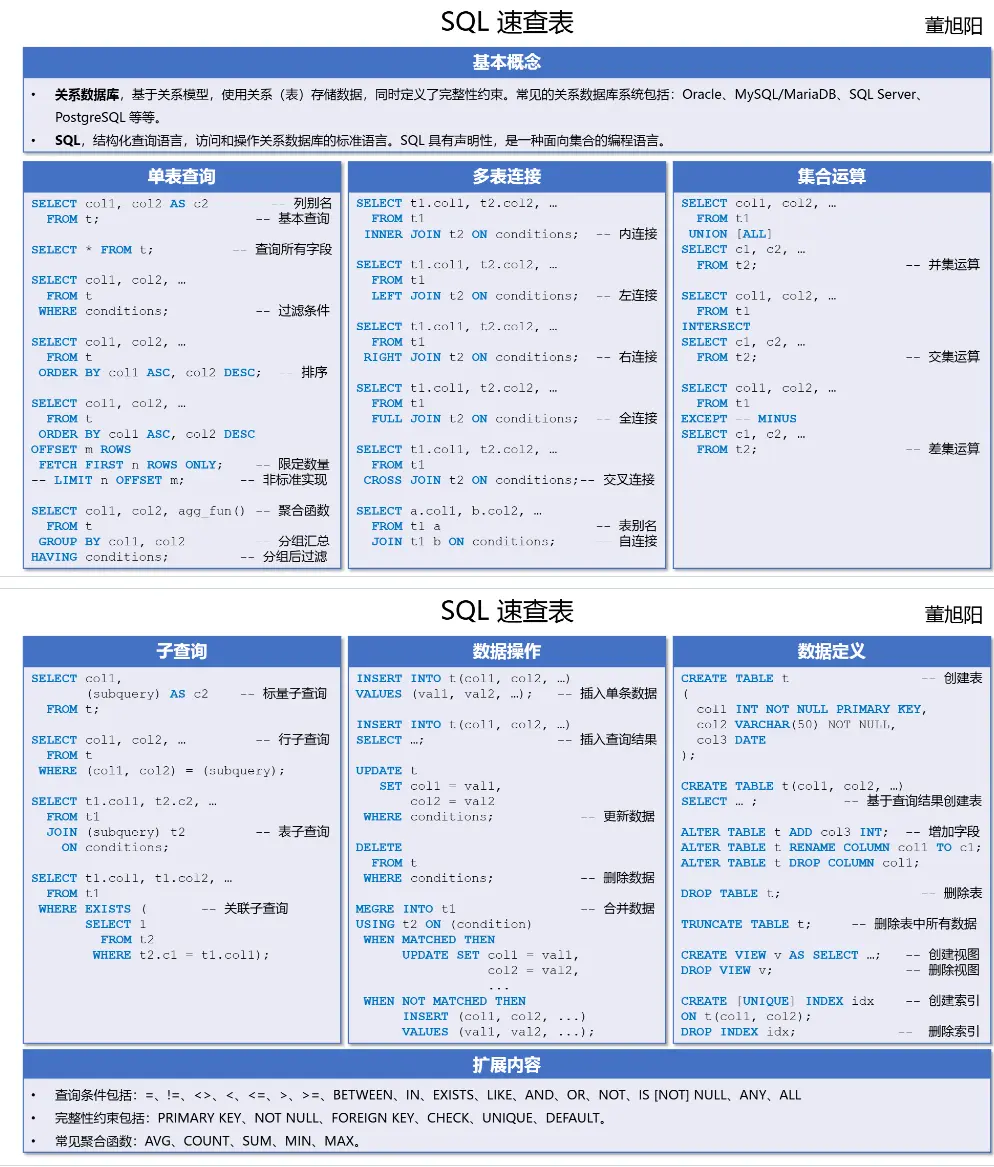 SQL 速查表
董旭阳
基本概念
• 关系数据库，基于关系模型，使用关系（表）存储数据，同时定义了完整性约束。常见的关系数据库系统包括：Oracle、MySQL/MariaDB、SQL Server、
PostgreSQL 等等。
• SQL，结构化查询语言，访问和操作关系数据库的标准语言。SQL 具有声明性，是一种面向集合的编程语言。
单表查询
SELECT col1, col2 AS c2 -- 列别名
FROM t; -- 基本查询
SELECT * FROM t; -- 查询所有字段
SELECT col1, col2, …
FROM t
WHERE conditions; -- 过滤条件
SELECT col1, col2, …
FROM t
ORDER BY col1 ASC, col2 DESC; -- 排序
SELECT col1, col2, …
FROM t
ORDER BY col1 ASC, col2 DESC
OFFSET m ROWS
FETCH FIRST n ROWS ONLY; -- 限定数量
-- LIMIT n OFFSET m; -- 非标准实现
SELECT col1, col2, agg_fun() -- 聚合函数
FROM t
GROUP BY col1, col2 -- 分组汇总
HAVING conditions; -- 分组后过滤
多表连接
SELECT t1.col1, t2.col2, …
FROM t1
INNER JOIN t2 ON conditions; -- 内连接
SELECT t1.col1, t2.col2, …
FROM t1
LEFT JOIN t2 ON conditions; -- 左连接
SELECT t1.col1, t2.col2, …
FROM t1
RIGHT JOIN t2 ON conditions; -- 右连接
SELECT t1.col1, t2.col2, …
FROM t1
FULL JOIN t2 ON conditions; -- 全连接
SELECT t1.col1, t2.col2, …
FROM t1
CROSS JOIN t2 ON conditions;-- 交叉连接
SELECT a.col1, b.col2, …
FROM t1 a -- 表别名
JOIN t1 b ON conditions; -- 自连接
集合运算
SELECT col1, col2, …
FROM t1
UNION [ALL]
SELECT c1, c2, …
FROM t2; -- 并集运算
SELECT col1, col2, …
FROM t1
INTERSECT
SELECT c1, c2, …
FROM t2; -- 交集运算
SELECT col1, col2, …
FROM t1
EXCEPT -- MINUS
SELECT c1, c2, …
FROM t2; -- 差集运算
SQL 速查表
董旭阳
子查询
SELECT col1,
(subquery) AS c2 -- 标量子查询
FROM t;
SELECT col1, col2, … -- 行子查询
FROM t
WHERE (col1, col2) = (subquery);
SELECT t1.col1, t2.c2, …
FROM t1
JOIN (subquery) t2 -- 表子查询
ON conditions;
SELECT t1.col1, t1.col2, …
FROM t1
WHERE EXISTS ( -- 关联子查询
SELECT 1
FROM t2
WHERE t2.c1 = t1.col1);
数据操作
INSERT INTO t(col1, col2, …)
VALUES (val1, val2, …); -- 插入单条数据
INSERT INTO t(col1, col2, …)
SELECT …; -- 插入查询结果
UPDATE t
SET col1 = val1,
col2 = val2
WHERE conditions; -- 更新数据
DELETE
FROM t
WHERE conditions; -- 删除数据
MEGRE INTO t1 -- 合并数据
USING t2 ON (condition)
WHEN MATCHED THEN
UPDATE SET col1 = val1,
col2 = val2,
...
WHEN NOT MATCHED THEN
INSERT (col1, col2, ...)
VALUES (val1, val2, ...);
数据定义
CREATE TABLE t -- 创建表
(
col1 INT NOT NULL PRIMARY KEY,
col2 VARCHAR(50) NOT NULL,
col3 DATE
);
CREATE TABLE t(col1, col2, …)
SELECT … ; -- 基于查询结果创建表
ALTER TABLE t ADD col3 INT; -- 增加字段
ALTER TABLE t RENAME COLUMN col1 TO c1;
ALTER TABLE t DROP COLUMN col1;
DROP TABLE t; -- 删除表
TRUNCATE TABLE t; -- 删除表中所有数据
CREATE VIEW v AS SELECT …; -- 创建视图
DROP VIEW v; -- 删除视图
CREATE [UNIQUE] INDEX idx -- 创建索引
ON t(col1, col2);
DROP INDEX idx; -- 删除索引
扩展内容
• 查询条件包括：=、!=、<>、<、<=、>、>=、BETWEEN、IN、EXISTS、LIKE、AND、OR、NOT、IS [NOT] NULL、ANY、ALL
• 完整性约束包括：PRIMARY KEY、NOT NULL、FOREIGN KEY、CHECK、UNIQUE、DEFAULT。
• 常见聚合函数：AVG、COUNT、SUM、MIN、MAX。